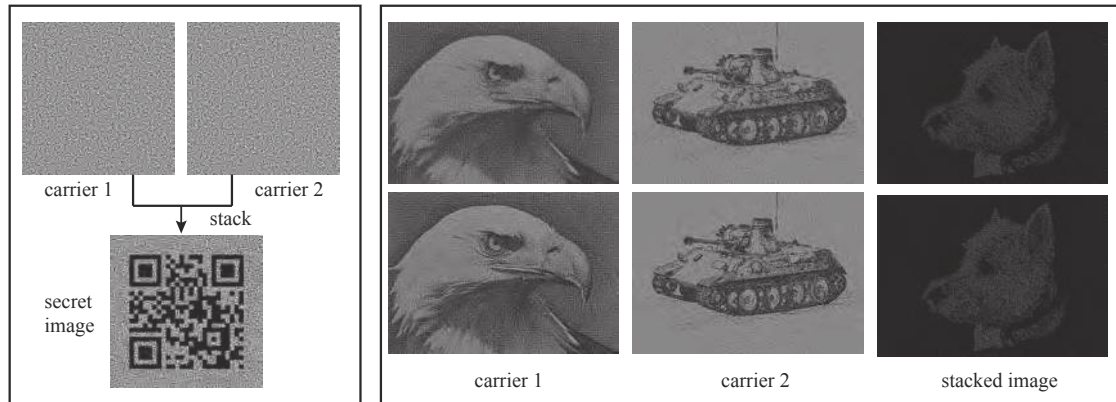 carrier 1
carrier 2
stack
secret
image
carrier 1
carrier 2
stacked image